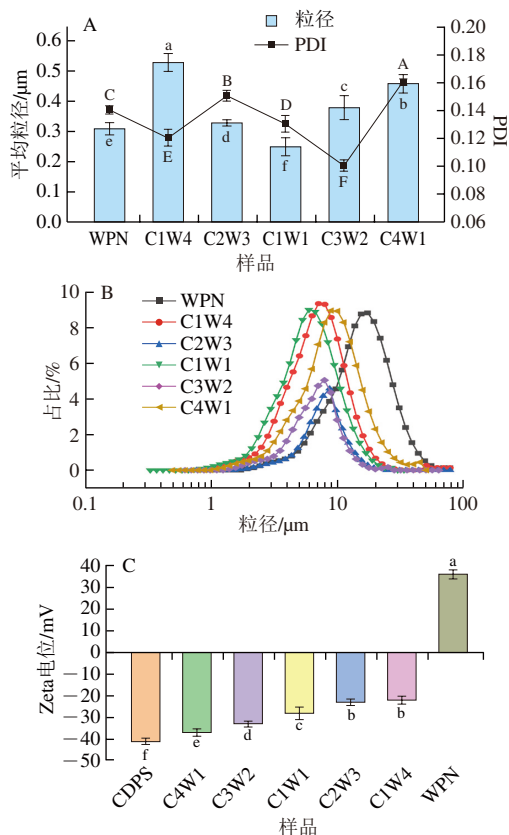 A
粒径
PDI
0.6
0.5
0.4
0.3
0.2
0.1
0.0
平均粒径/μm
0.20
0.18
0.16
0.14
0.12
0.10
0.08
0.06
PDI
C
a
B
D
c
A
e
E
d
f
F
b
WPN C1W4 C2W3 C1W1 C3W2 C4W1
样品
B
WPN
C1W4
C2W3
C1W1
C3W2
C4W1
10
8
6
4
2
0
占比/%
0.1 1 10 100
粒径/μm
C
40
30
20
10
0
－10
－20
－30
－40
－50
Zeta电位/mV
a
f
e
d
c
b
b
CDPS C4W1 C3W2 C1W1 C2W3 C1W4 WPN
样品